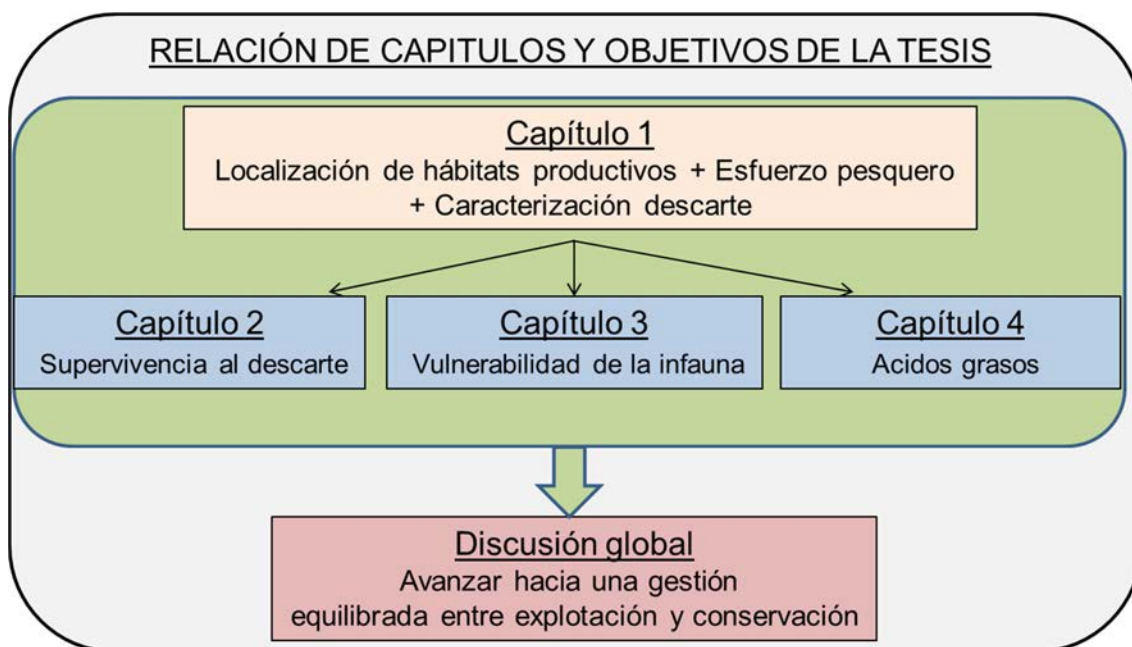 RELACIÓN DE CAPITULOS Y OBJETIVOS DE LA TESIS
Capítulo 1
Localización de hábitats productivos + Esfuerzo pesquero
+ Caracterización descarte
Capítulo 2
Supervivencia al descarte
Capítulo 3
Vulnerabilidad de la infauna
Capítulo 4
Acidos grasos
Discusión global
Avanzar hacia una gestión
equilibrada entre explotación y conservación